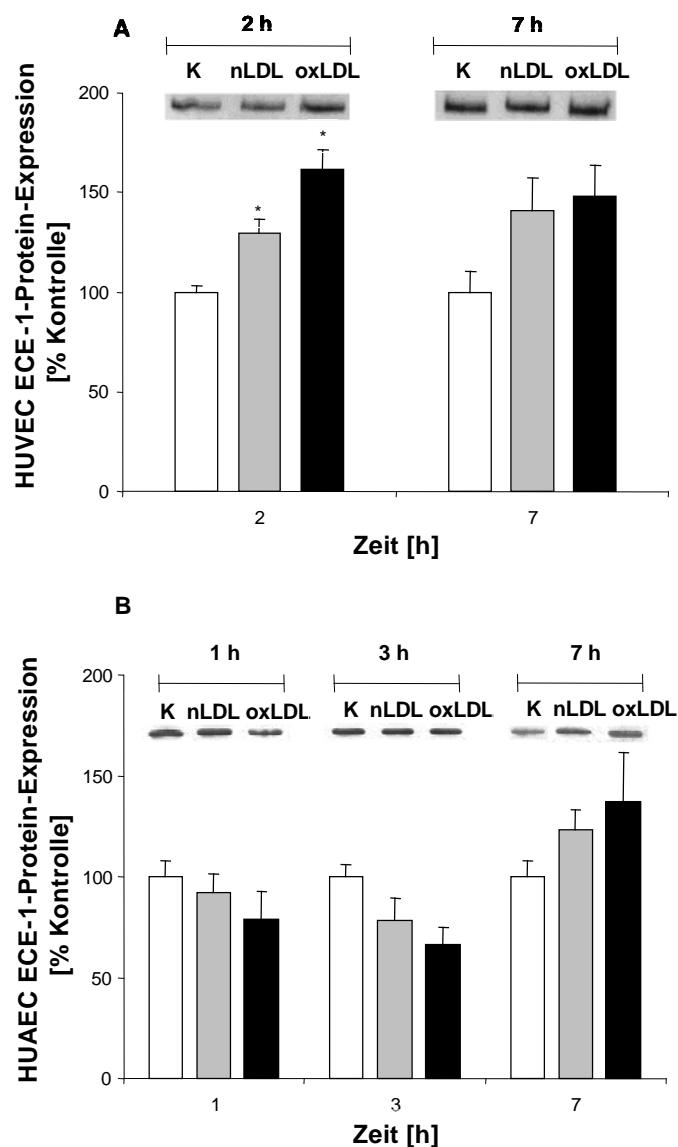 A
2 h 7 h
K nLDL oxLDL K nLDL oxLDL
HUVEC ECE-1-Protein-Expression
[% Kontrolle]
200
150
100
50
0
* *
2 7
Zeit [h]
B
1 h 3 h 7 h
K nLDL oxLDL K nLDL oxLDL K nLDL oxLDL
HUAEC ECE-1-Protein-Expression
[% Kontrolle]
200
150
100
50
0
1 3 7
Zeit [h]